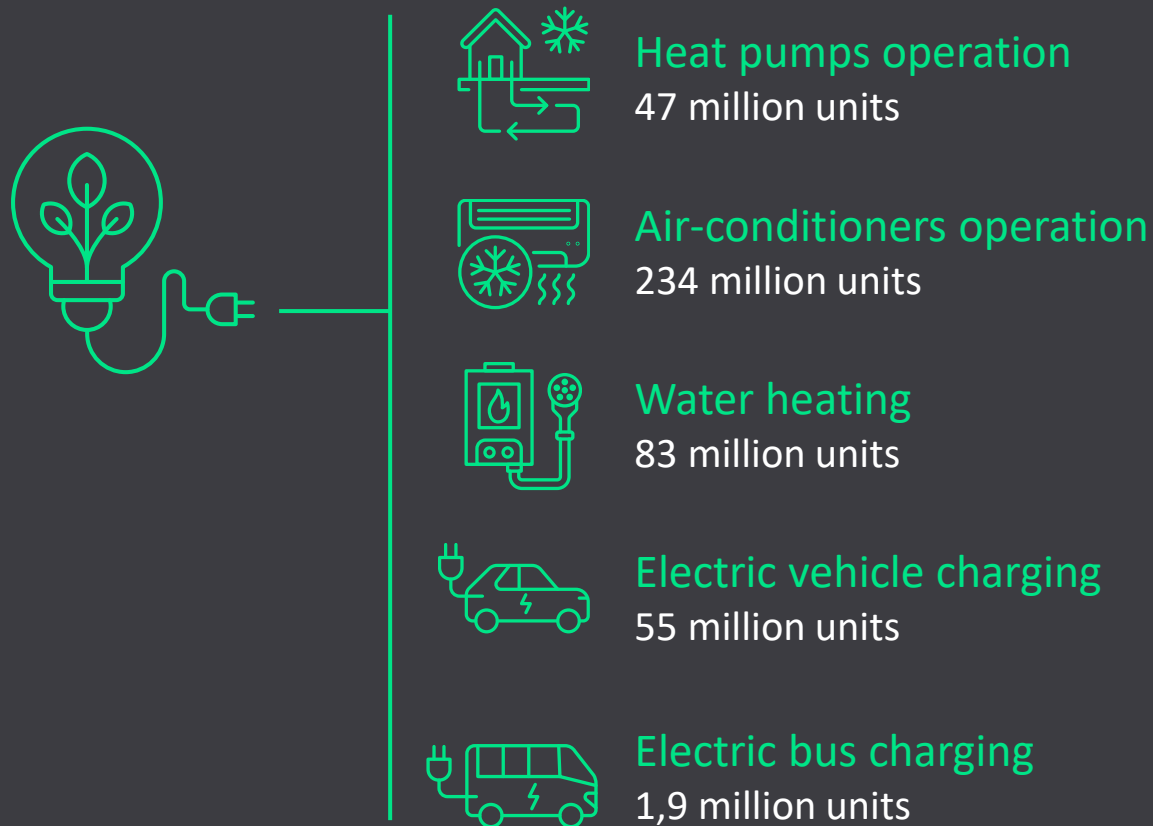 Heat pumps operation
47 million units
Air-conditioners operation
234 million units
Water heating
83 million units
Electric vehicle charging
55 million units
Electric bus charging
1,9 million units